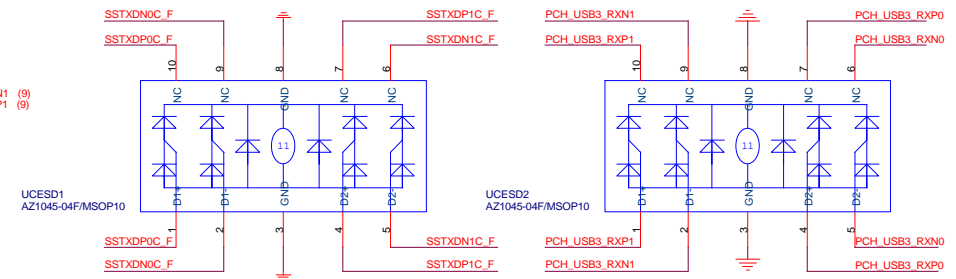 SSTXDN0C_F SSTXDP1C_F PCH_USB3_RXN1 PCH_USB3_RXP0
SSTXDP0C_F SSTXDN1C_F PCH_USB3_RXP1 PCH_USB3_RXN0
10 9 8 7 6 10 9 8 7 6
N1 (9)
P1 (9)
NC NC GND NC NC NC NC GND NC NC
11 11
D1+ D1- GND D2+ D2- D1+ D1- GND D2+ D2-
UCESD1 UCESD2
AZ1045-04F/MSOP10 AZ1045-04F/MSOP10
1 2 3 4 5 1 2 3 4 5
SSTXDP0C_F SSTXDN1C_F PCH_USB3_RXP1 PCH_USB3_RXN0
SSTXDN0C_F SSTXDP1C_F PCH_USB3_RXN1 PCH_USB3_RXP0